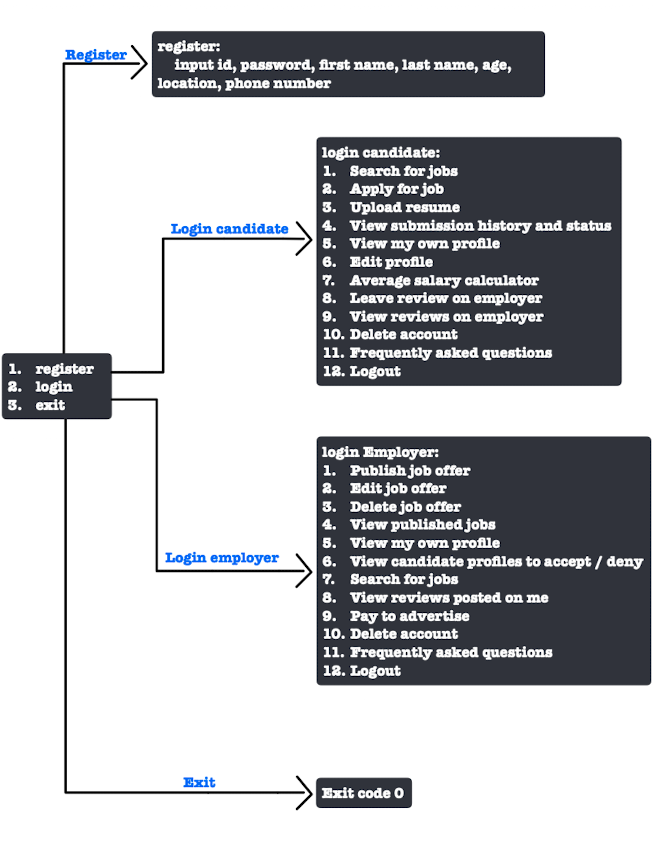 Register
register:
input id, password, first name, last name, age,
location, phone number
login candidate:
1. Search for jobs
2. Apply for job
3. Upload resume
Login candidate
4. View submission history and status
5. View my own profile
6. Edit profile
7. Average salary calculator
8. Leave review on employer
9. View reviews on employer
10. Delete account
11. Frequently asked questions
12. Logout
1. register
2. login
3. exit
login Employer:
1. Publish job offer
2. Edit job offer
3. Delete job offer
4. View published jobs
5. View my own profile
Login employer
6. View candidate profiles to accept / deny
7. Search for jobs
8. View reviews posted on me
9. Pay to advertise
10. Delete account
11. Frequently asked questions
12. Logout
Exit
Exit code 0